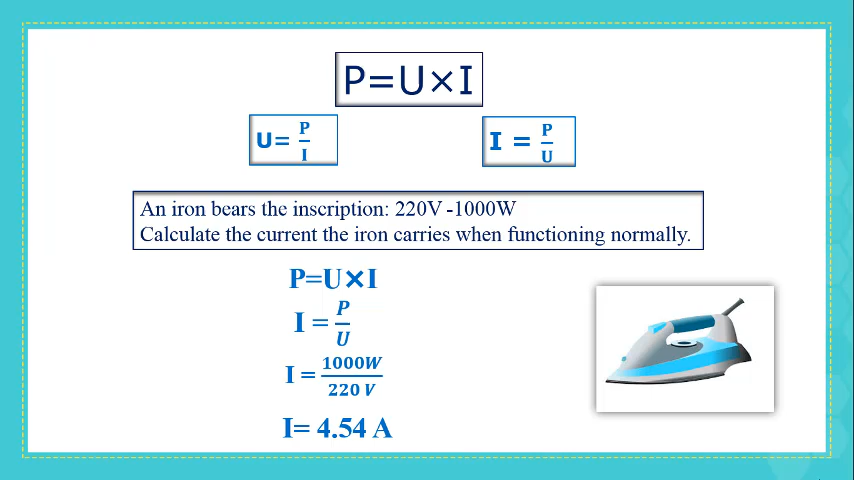 P=U×I
U= P/I
I = P/U
An iron bears the inscription: 220V -1000W
Calculate the current the iron carries when functioning normally.
P=U×I
I = P/U
I = 1000W/220 V
I= 4.54 A